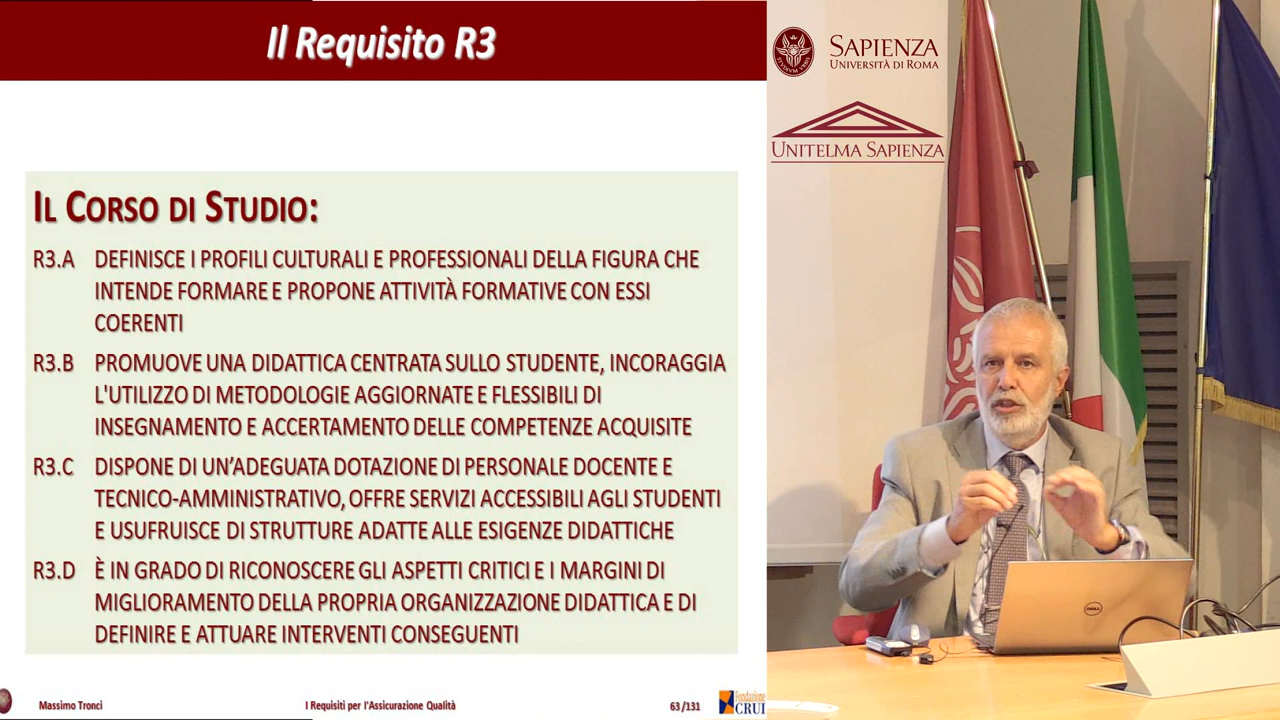 Il Requisito R3
IL CORSO DI STUDIO:
R3.A DEFINISCE I PROFILI CULTURALI E PROFESSIONALI DELLA FIGURA CHE
INTENDE FORMARE E PROPONE ATTIVITÀ FORMATIVE CON ESSI
COERENTI
R3.B PROMUOVE UNA DIDATTICA CENTRATA SULLO STUDENTE, INCORAGGIA
L'UTILIZZO DI METODOLOGIE AGGIORNATE E FLESSIBILI DI
INSEGNAMENTO E ACCERTAMENTO DELLE COMPETENZE ACQUISITE
R3.C DISPONE DI UN'ADEGUATA DOTAZIONE DI PERSONALE DOCENTE E
TECNICO-AMMINISTRATIVO, OFFRE SERVIZI ACCESSIBILI AGLI STUDENTI
E USUFRUISCE DI STRUTTURE ADATTE ALLE ESIGENZE DIDATTICHE
R3.D È IN GRADO DI RICONOSCERE GLI ASPETTI CRITICI E I MARGINI DI
MIGLIORAMENTO DELLA PROPRIA ORGANIZZAZIONE DIDATTICA E DI
DEFINIRE E ATTUARE INTERVENTI CONSEGUENTI
Massimo Tronci
I Requisiti per l'Assicurazione Qualità
63 /131
Fondazione
CRUI
SAPIENZA
UNIVERSITÀ DI ROMA
UNITELMA SAPIENZA
DELL